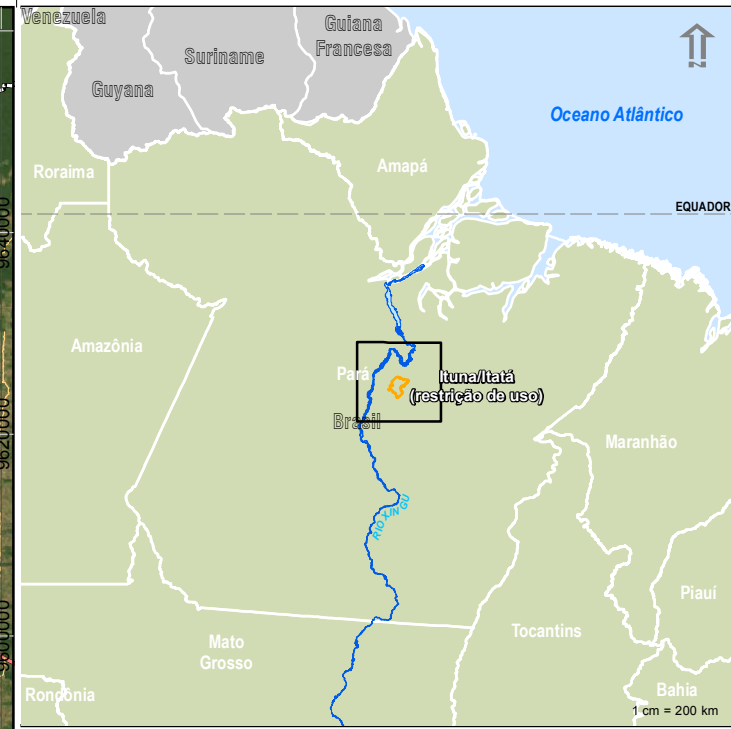 Venezuela
Guiana
Francesa
Suriname
Guyana
N
Oceano Atlântico
Roraima
Amapá
EQUADOR
9640000
Amazônia
Pará
Ituna/Itatá
(restrição de uso)
Brasil
9620000
Maranhão
RIO XINGU
Piauí
9600000
Tocantins
Mato
Grosso
Rondônia
Bahia
1 cm = 200 km